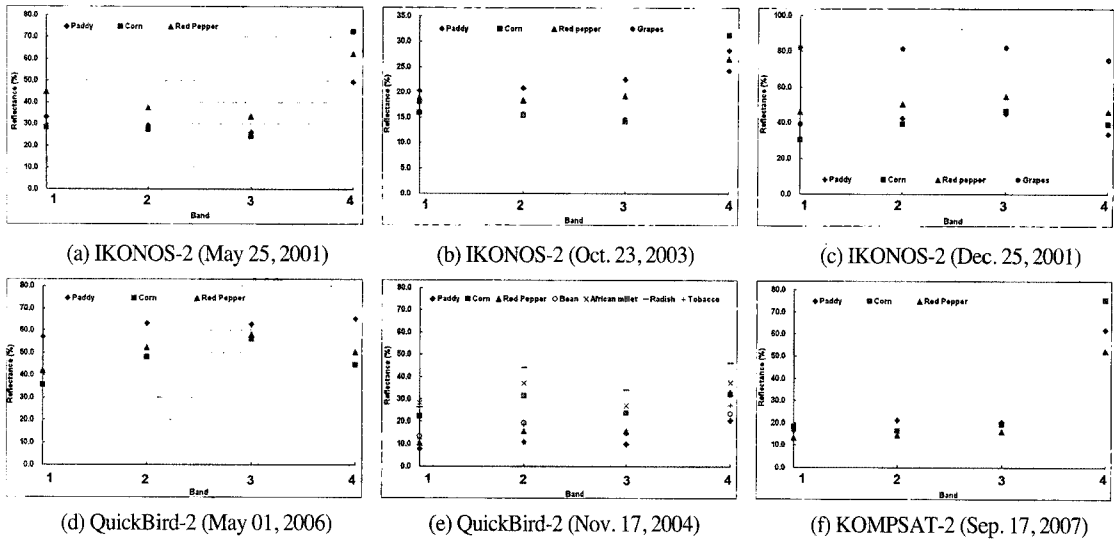 80.0
70.0
60.0
50.0
40.0
30.0
20.0
10.0
0.0
Reflectance (%)
Paddy Corn Red Pepper
1 2 3 4
Band
(a) IKONOS-2 (May 25, 2001)
35.0
30.0
25.0
20.0
15.0
10.0
5.0
0.0
Reflectance (%)
Paddy Corn Red pepper Grapes
1 2 3 4
Band
(b) IKONOS-2 (Oct. 23, 2003)
100.0
80.0
60.0
40.0
20.0
0.0
Reflectance (%)
Paddy Corn Red pepper Grapes
1 2 3 4
Band
(c) IKONOS-2 (Dec. 25, 2001)
80.0
70.0
60.0
50.0
40.0
30.0
20.0
10.0
0.0
Reflectance (%)
Paddy Corn Red Pepper
1 2 3 4
Band
(d) QuickBird-2 (May 01, 2006)
80.0
70.0
60.0
50.0
40.0
30.0
20.0
10.0
0.0
Reflectance (%)
Paddy Corn Red Pepper Bean African millet Radish Tobacco
1 2 3 4
Band
(e) QuickBird-2 (Nov. 17, 2004)
80.0
70.0
60.0
50.0
40.0
30.0
20.0
10.0
0.0
Reflectance (%)
Paddy Corn Red Pepper
1 2 3 4
Band
(f) KOMPSAT-2 (Sep. 17, 2007)